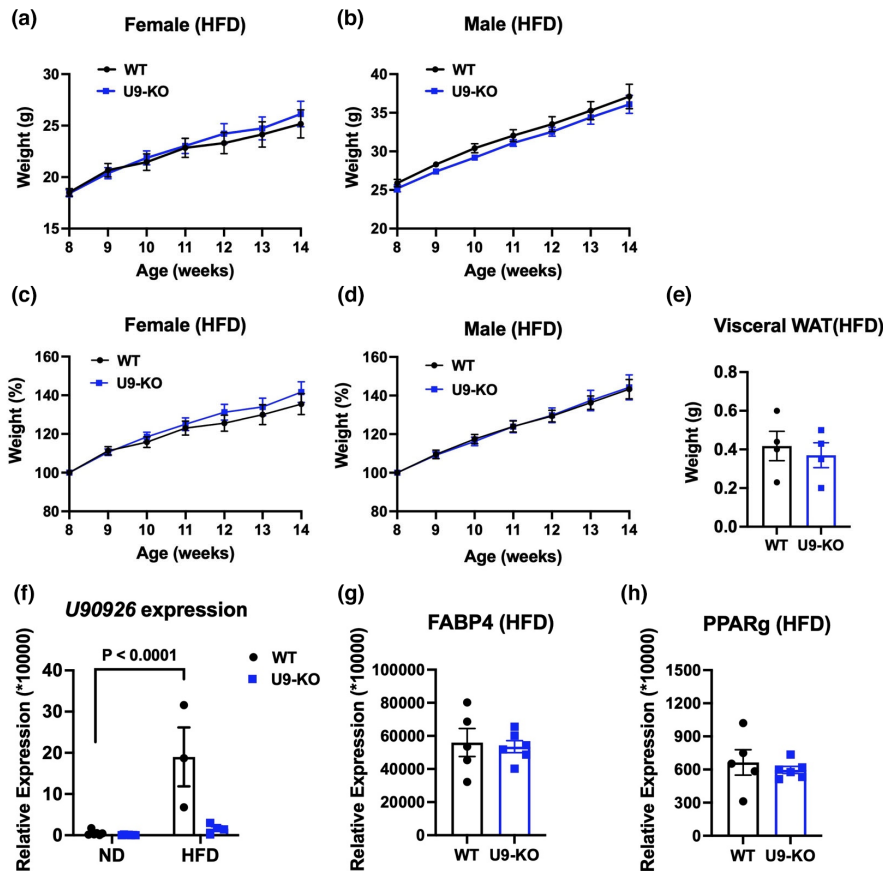 (a)
Female (HFD)
WT
U9-KO
Weight (g)
30
25
20
15
8 9 10 11 12 13 14
Age (weeks)
(b)
Male (HFD)
WT
U9-KO
Weight (g)
40
35
30
25
20
8 9 10 11 12 13 14
Age (weeks)
(c)
Female (HFD)
WT
U9-KO
Weight (%)
160
140
120
100
80
8 9 10 11 12 13 14
Age (weeks)
(d)
Male (HFD)
WT
U9-KO
Weight (%)
160
140
120
100
80
8 9 10 11 12 13 14
Age (weeks)
(e)
Visceral WAT(HFD)
Weight (g)
0.8
0.6
0.4
0.2
0.0
WT U9-KO
(f)
U90926 expression
P < 0.0001
WT
U9-KO
Relative Expression (*10000)
40
30
20
10
0
ND HFD
(g)
FABP4 (HFD)
Relative Expression (*10000)
100000
80000
60000
40000
20000
0
WT U9-KO
(h)
PPARg (HFD)
Relative Expression (*10000)
1500
1200
900
600
300
0
WT U9-KO